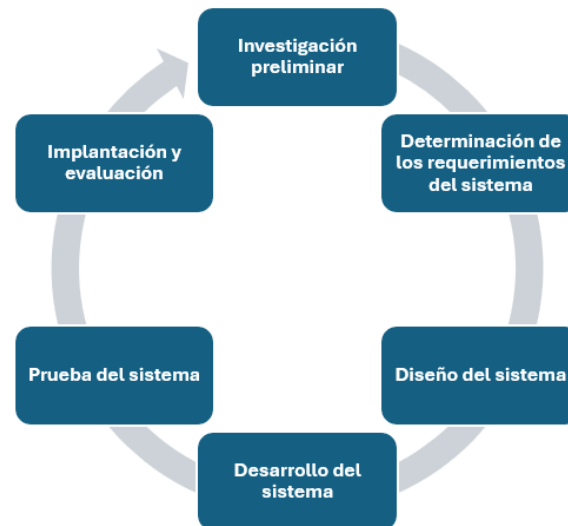 Investigación
preliminar
Determinación de
los requerimientos
del sistema
Diseño del sistema
Desarrollo del
sistema
Prueba del sistema
Implantación y
evaluación